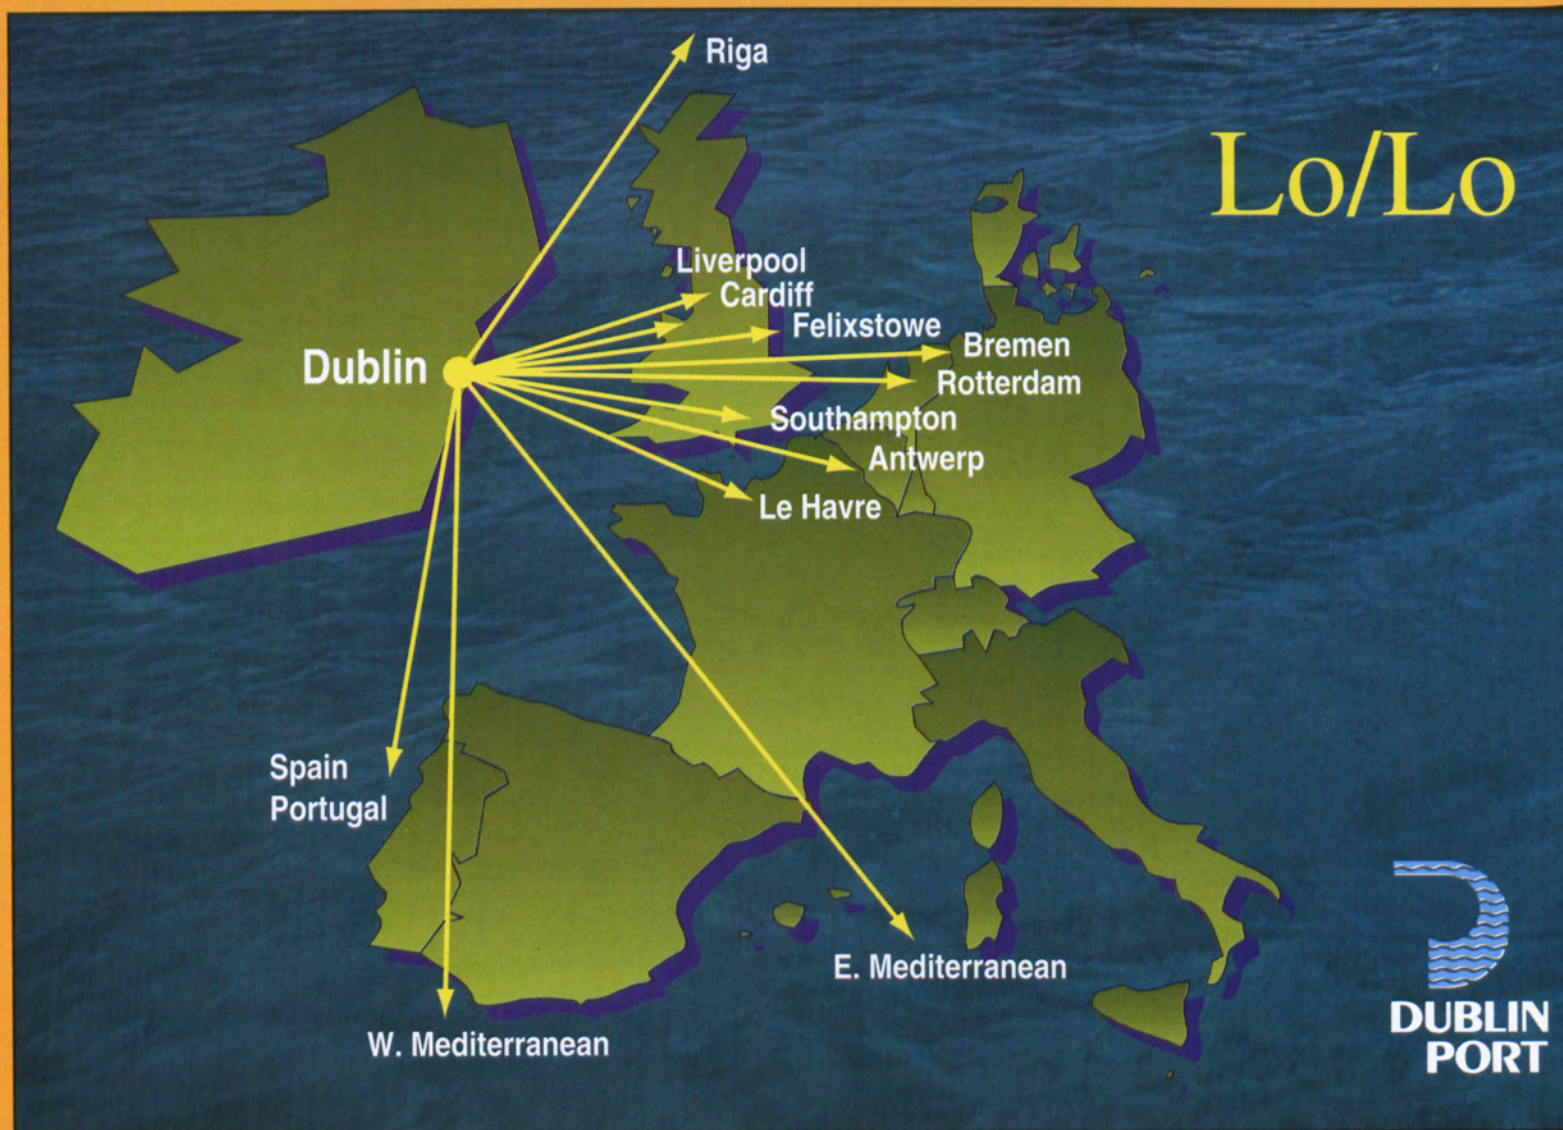 Riga
Lo/Lo
Liverpool
Cardiff
Felixstowe
Bremen
Dublin
Rotterdam
Southampton
Antwerp
Le Havre
Spain
Portugal
E. Mediterranean
W. Mediterranean
DUBLIN
PORT